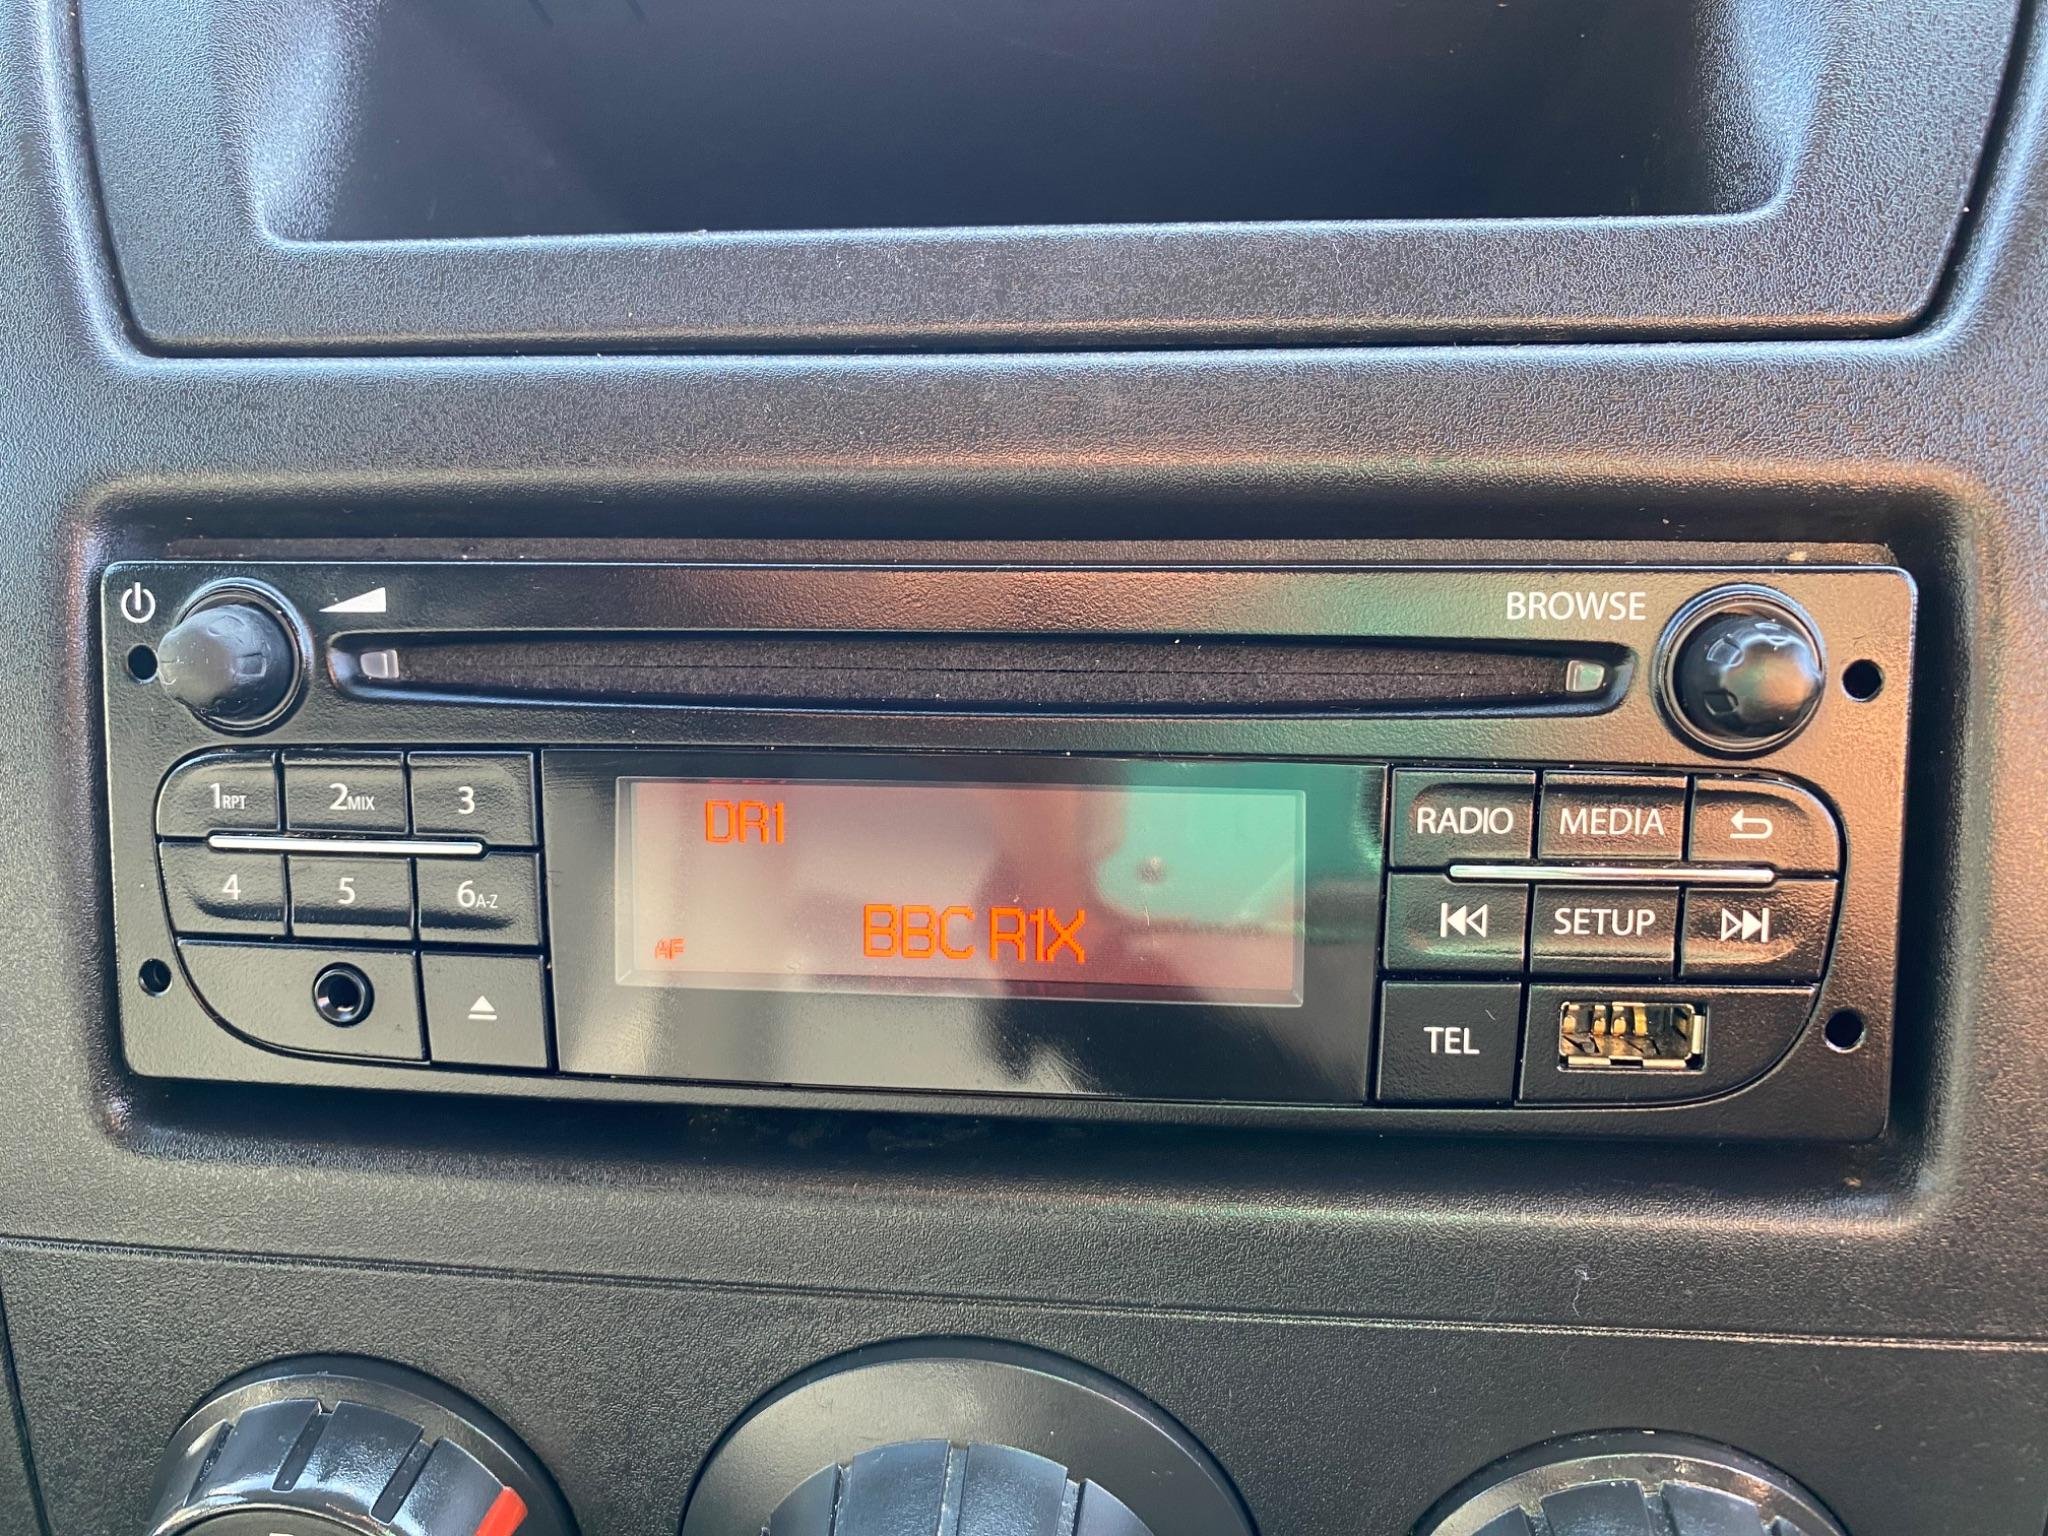 BROWSE
1RPT 2MIX 3
4 5 6A-Z
DR1
AF
BBC R1X
RADIO MEDIA
SETUP
TEL